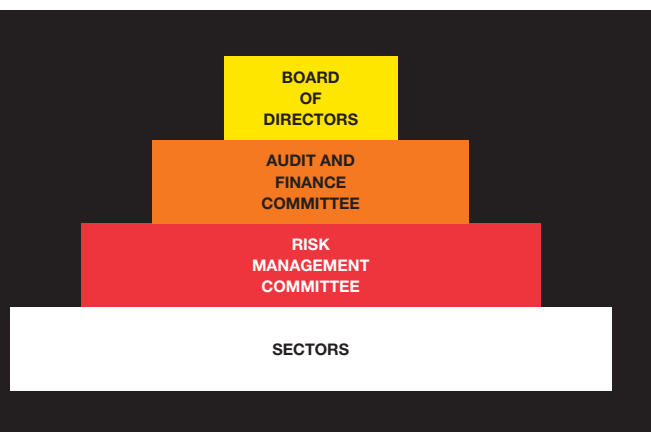 BOARD
OF
DIRECTORS
AUDIT AND
FINANCE
COMMITTEE
RISK
MANAGEMENT
COMMITTEE
SECTORS